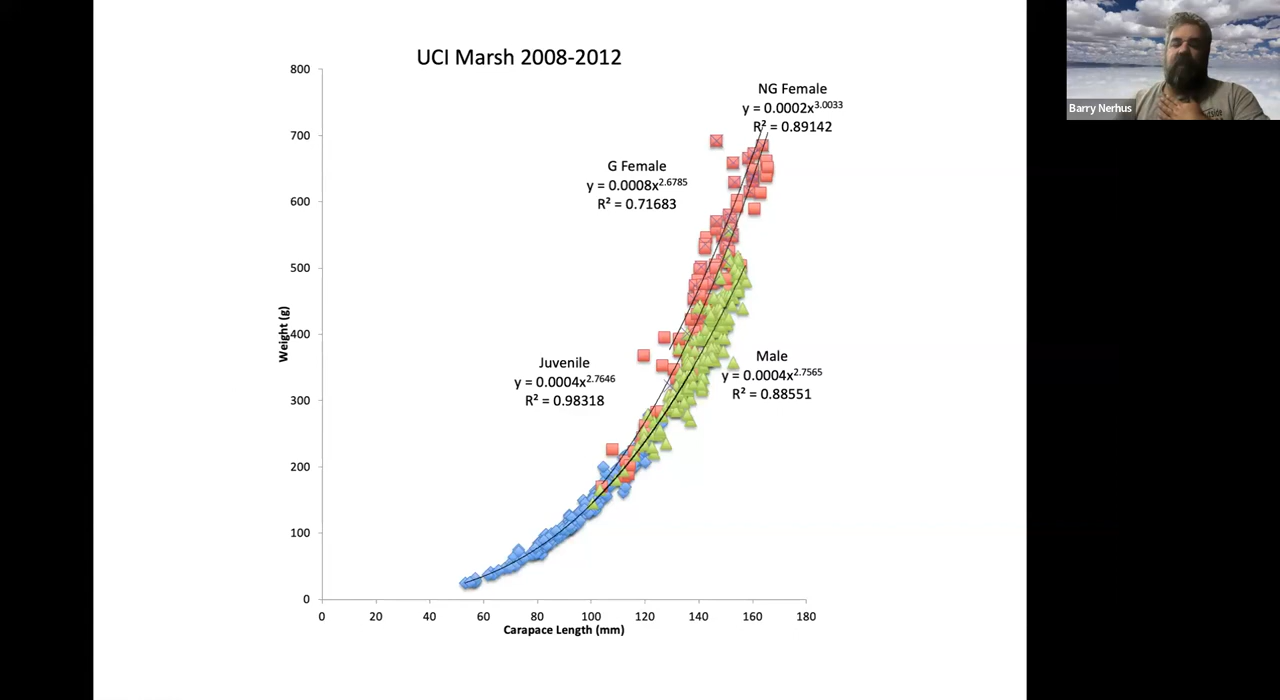 UCI Marsh 2008-2012
800
700
600
500
400
300
200
100
0
Weight (g)
NG Female
y = 0.0002x3.0033
R² = 0.89142
G Female
y = 0.0008x2.6785
R² = 0.71683
Juvenile
y = 0.0004x2.7646
R² = 0.98318
Male
y = 0.0004x2.7565
R² = 0.88551
0 20 40 60 80 100 120 140 160 180
Carapace Length (mm)
Barry Nerhus